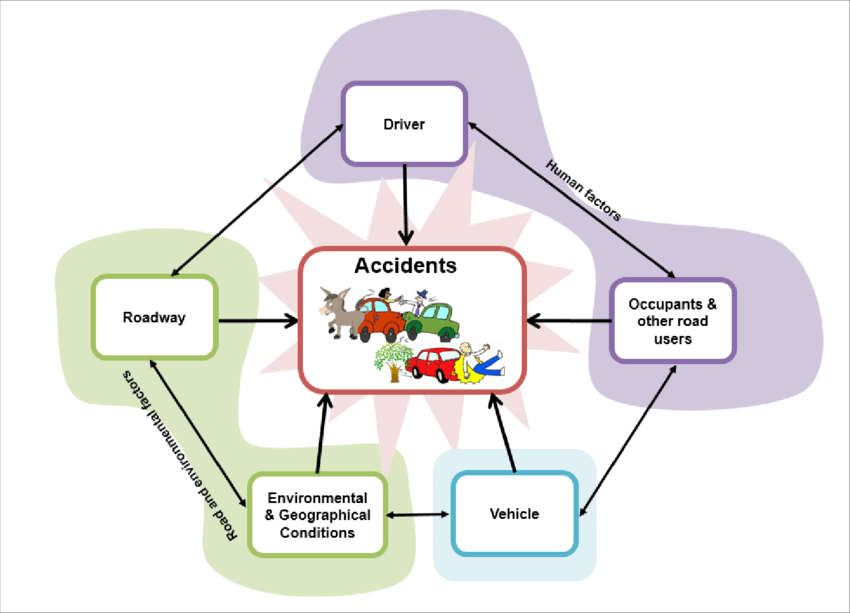 Driver
Human factors
Accidents
Roadway
Occupants &
other road
users
Road and environmental factors
Environmental
& Geographical
Conditions
Vehicle